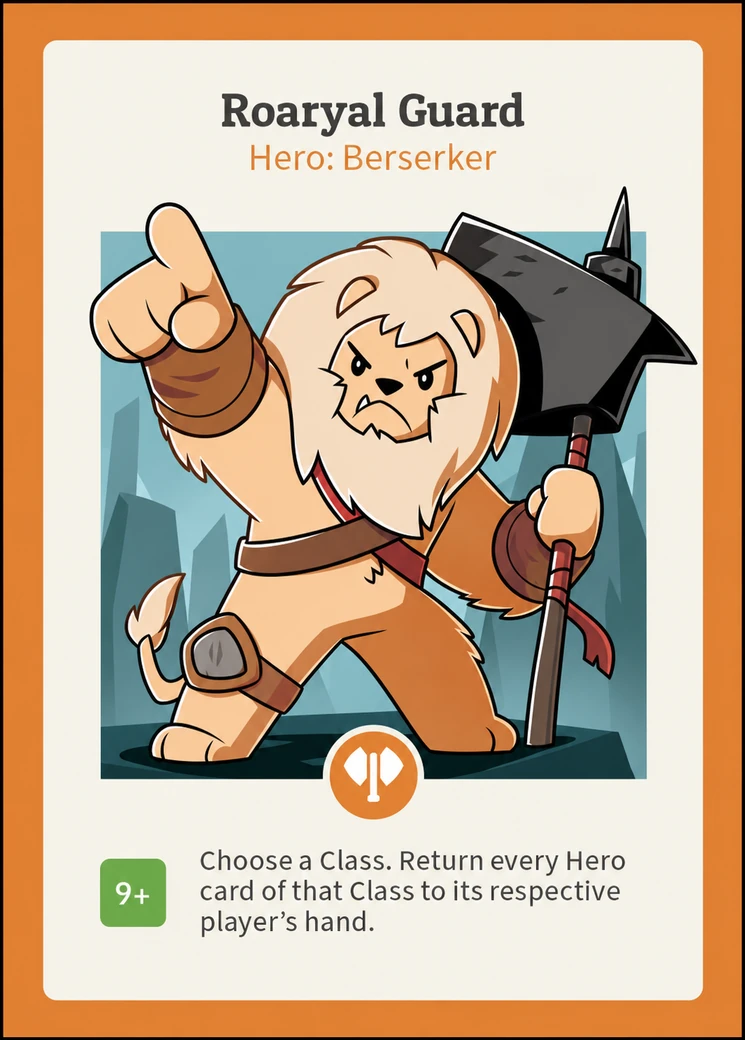 Roaryal Guard
Hero: Berserker
9+
Choose a Class. Return every Hero
card of that Class to its respective
player’s hand.